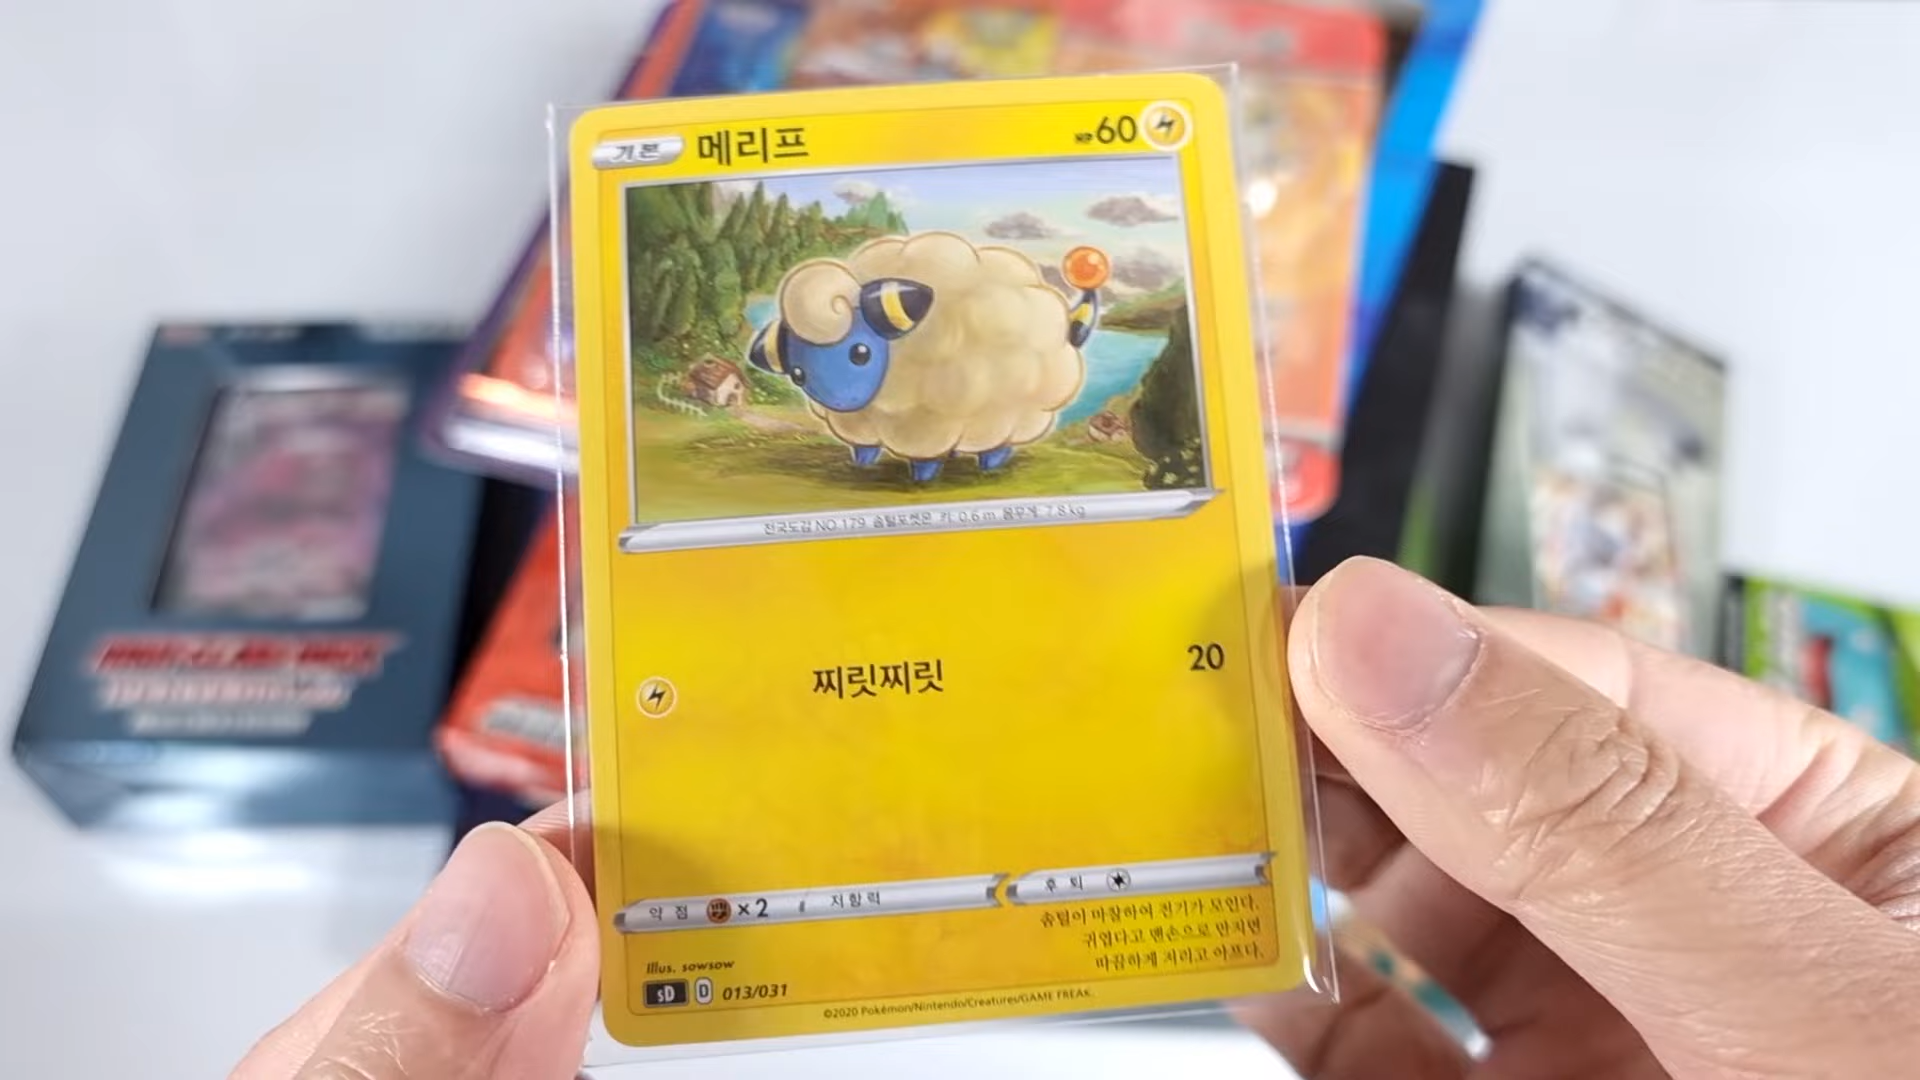 기본 메리프 HP 60
전국도감 NO.179 솜털포켓몬 키 0.6 m 몸무게 7.8 kg
찌릿찌릿 20
약점 ×2 저항력 후퇴
솜털이 마찰하여 전기가 모인다.
귀엽다고 맨손으로 만지면
따끔하게 저리고 아프다.
illus. sowsow
sD D 013/031
©2020 Pokémon/Nintendo/Creatures/GAME FREAK.